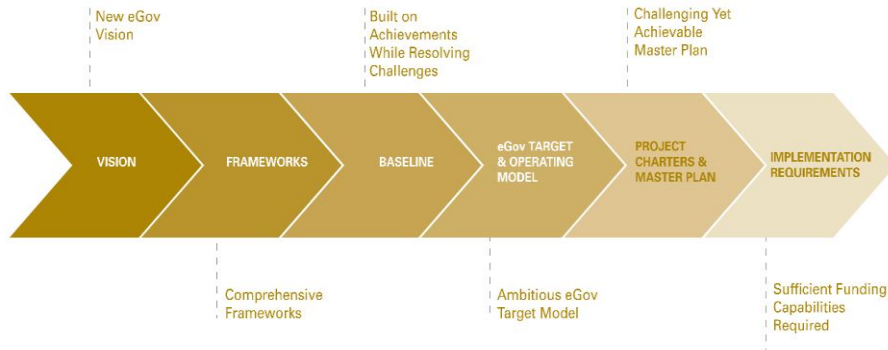 New eGov
Vision
Built on
Achievements
While Resolving
Challenges
Challenging Yet
Achievable
Master Plan
VISION
FRAMEWORKS
BASELINE
eGov TARGET
& OPERATING
MODEL
PROJECT
CHARTERS &
MASTER PLAN
IMPLEMENTATION
REQUIREMENTS
Comprehensive
Frameworks
Ambitious eGov
Target Model
Sufficient Funding
Capabilities
Required